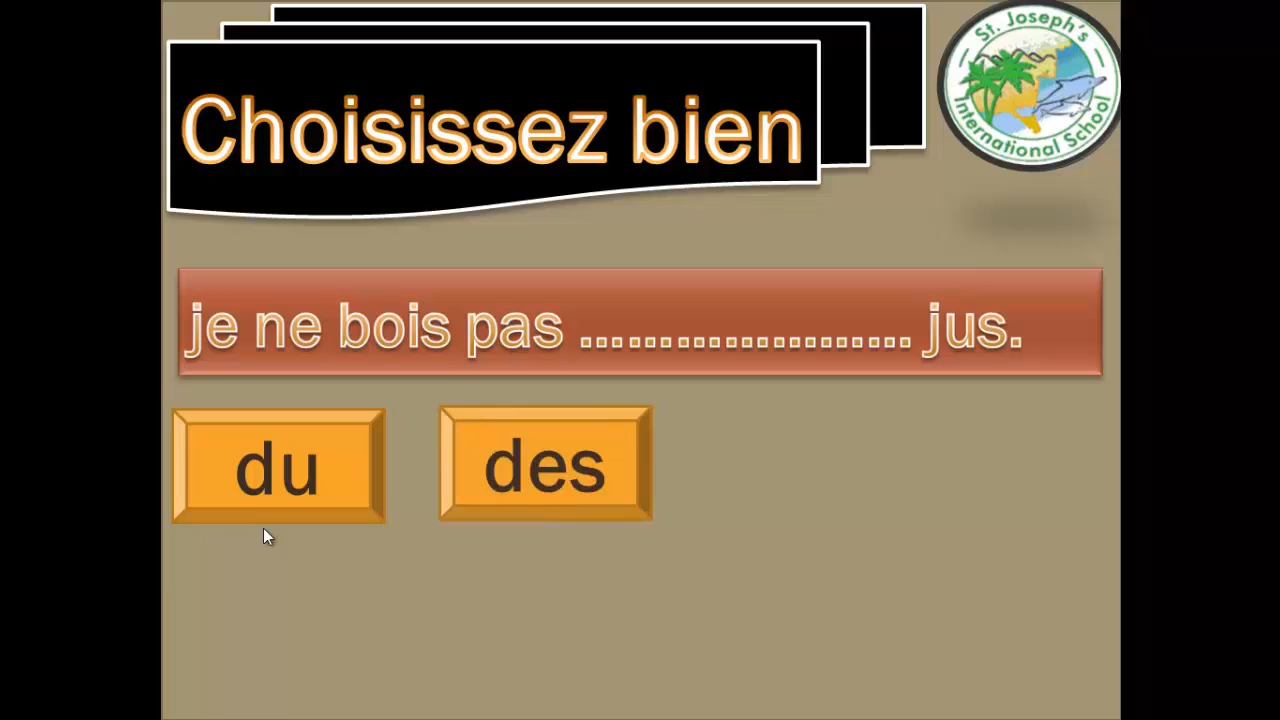 Choisissez bien
St. Joseph's
International School
je ne bois pas ..................... jus.
du
des